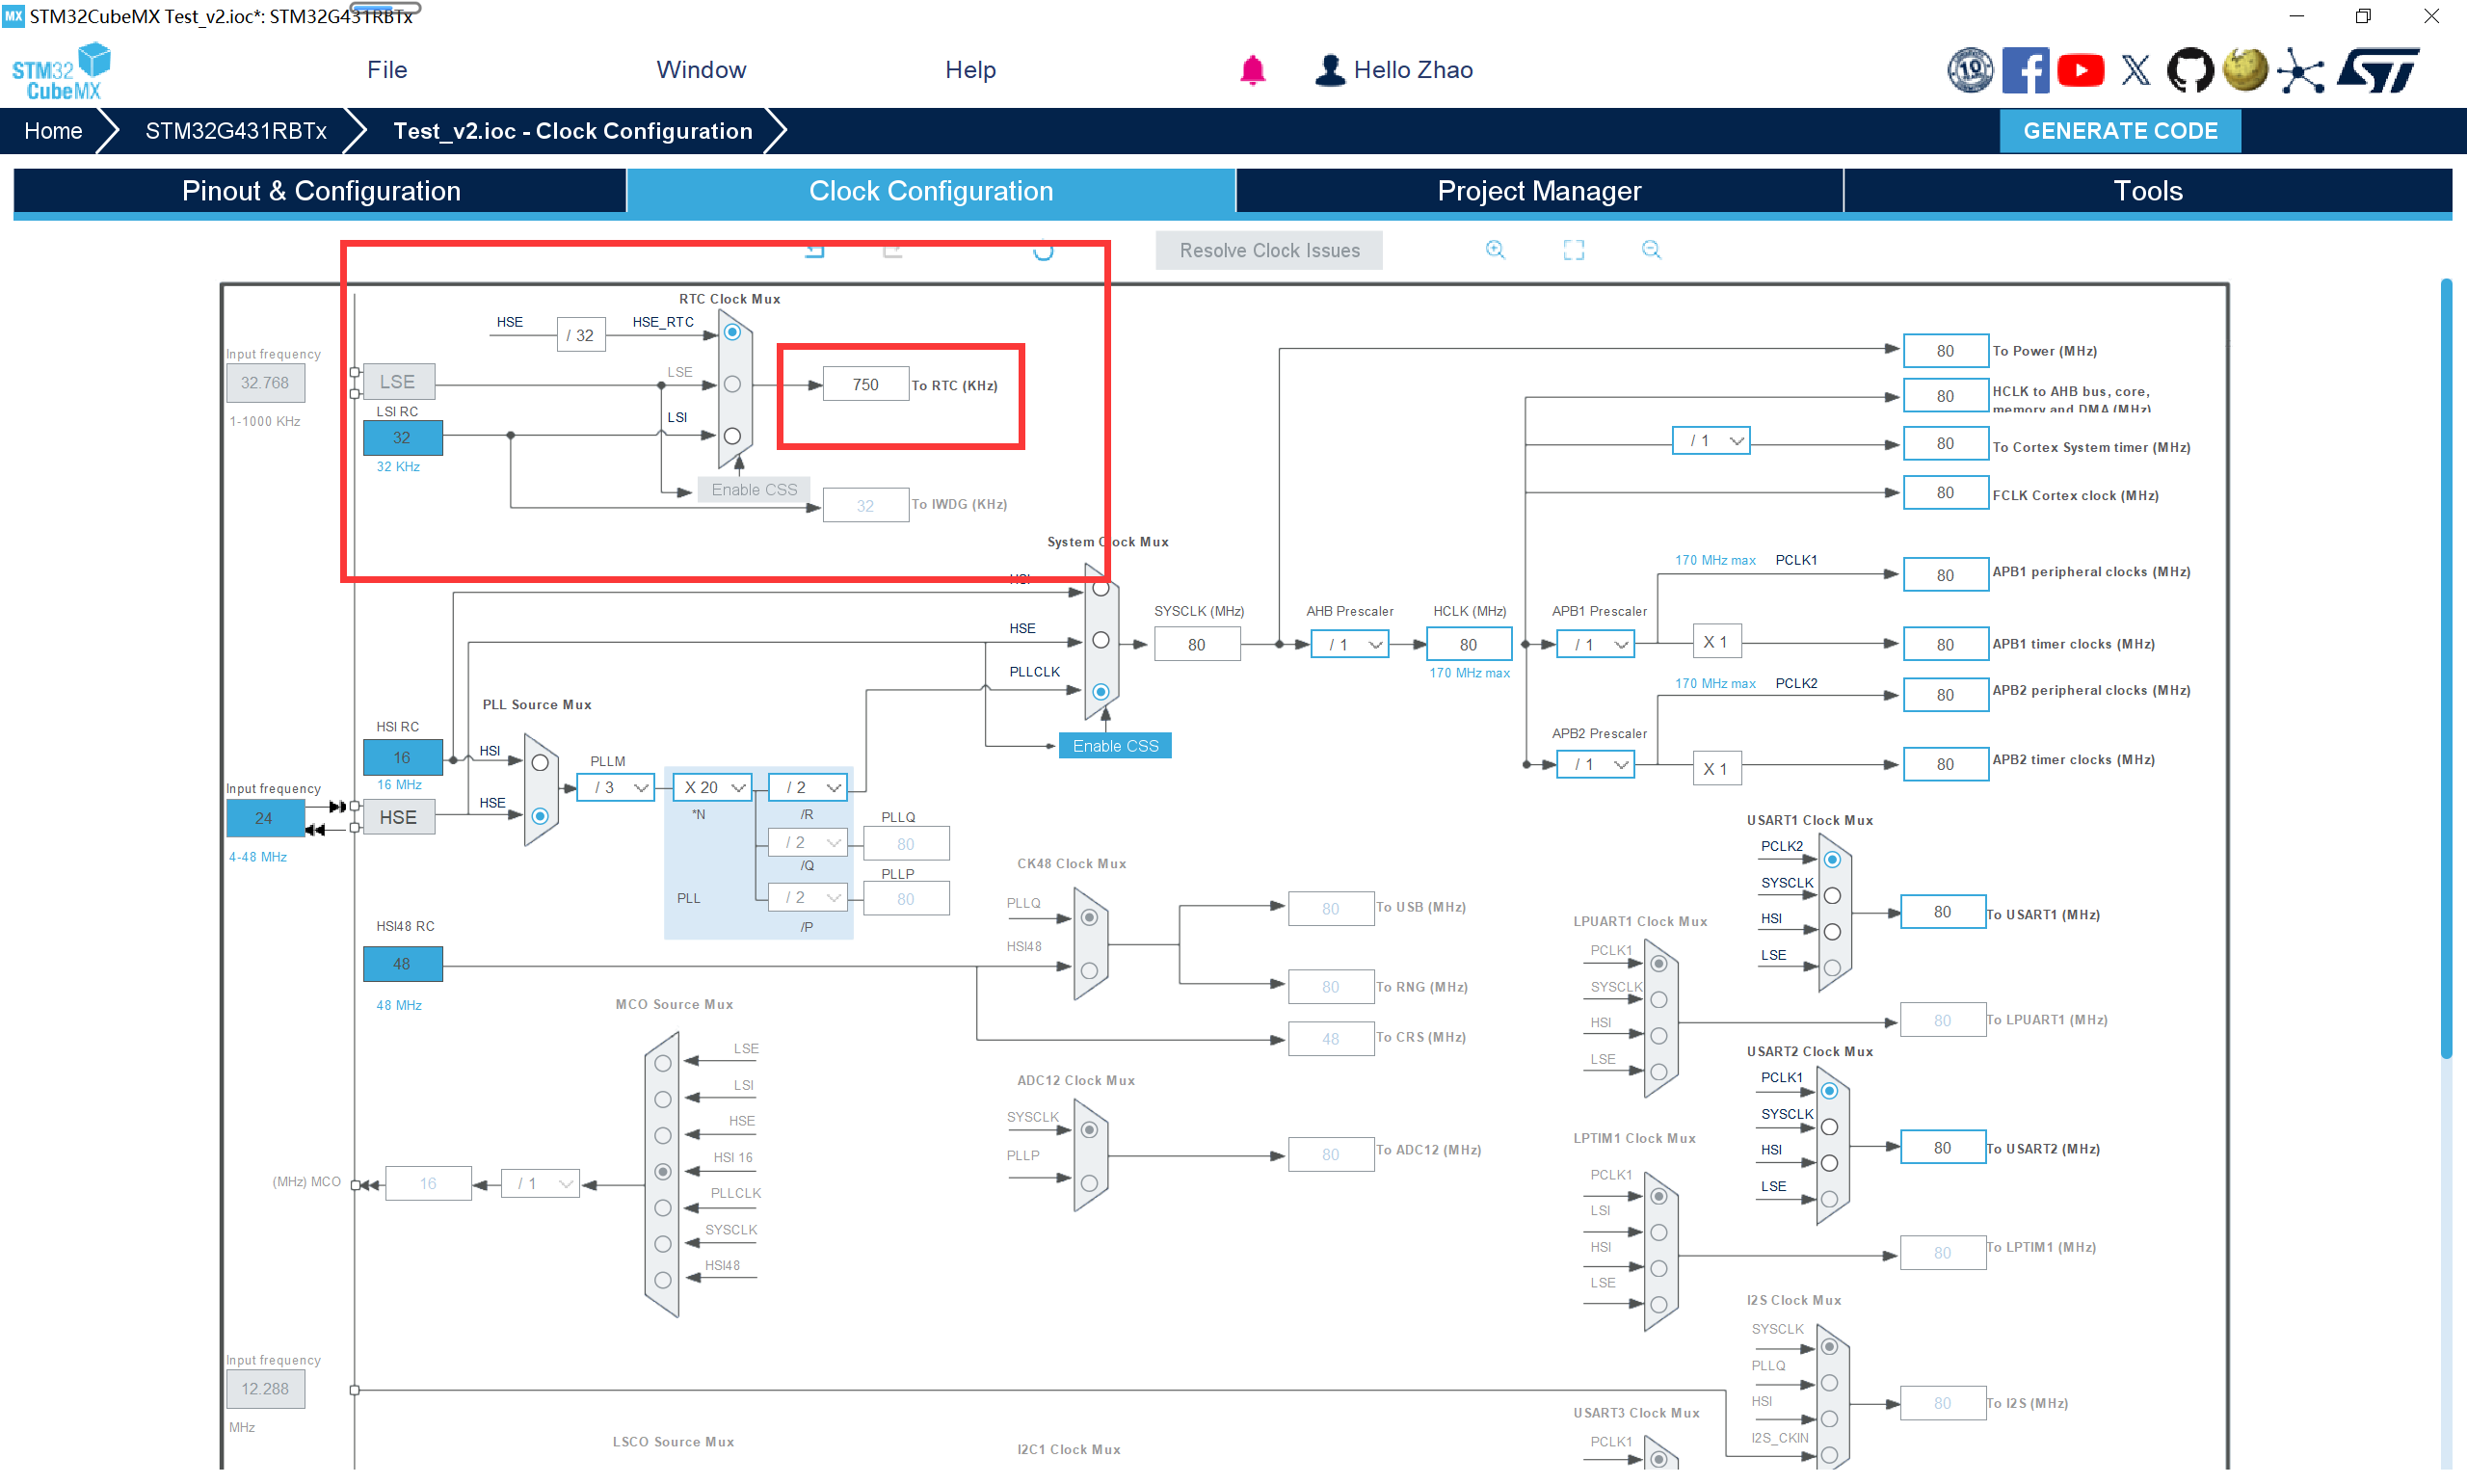 MX STM32CubeMX Test_v2.ioc*: STM32G431RBTx
STM32
CubeMX
File
Window
Help
Hello Zhao
10
Home
STM32G431RBTx
Test_v2.ioc - Clock Configuration
GENERATE CODE
Pinout & Configuration
Clock Configuration
Project Manager
Tools
Resolve Clock Issues
RTC Clock Mux
HSE
/ 32
HSE_RTC
Input frequency
32.768
1-1000 KHz
LSE
LSE
LSI RC
32
32 KHz
LSI
750
To RTC (KHz)
Enable CSS
32
To IWDG (KHz)
80
To Power (MHz)
80
HCLK to AHB bus, core,
memory and DMA (MHz)
/ 1
80
To Cortex System timer (MHz)
80
FCLK Cortex clock (MHz)
System Clock Mux
HSI
HSE
PLLCLK
Enable CSS
SYSCLK (MHz)
80
AHB Prescaler
/ 1
HCLK (MHz)
80
170 MHz max
APB1 Prescaler
/ 1
170 MHz max
PCLK1
80
APB1 peripheral clocks (MHz)
X 1
80
APB1 timer clocks (MHz)
170 MHz max
PCLK2
80
APB2 peripheral clocks (MHz)
APB2 Prescaler
/ 1
X 1
80
APB2 timer clocks (MHz)
PLL Source Mux
HSI RC
16
16 MHz
HSI
HSE
Input frequency
24
4-48 MHz
HSE
PLLM
/ 3
X 20
*N
/ 2
/R
/ 2
/Q
/ 2
/P
PLL
PLLQ
80
PLLP
80
HSI48 RC
48
48 MHz
CK48 Clock Mux
PLLQ
HSI48
80
To USB (MHz)
80
To RNG (MHz)
48
To CRS (MHz)
USART1 Clock Mux
PCLK2
SYSCLK
HSI
LSE
80
To USART1 (MHz)
LPUART1 Clock Mux
PCLK1
SYSCLK
HSI
LSE
80
To LPUART1 (MHz)
MCO Source Mux
LSE
LSI
HSE
HSI 16
PLLCLK
SYSCLK
HSI48
(MHz) MCO
16
/ 1
ADC12 Clock Mux
SYSCLK
PLLP
80
To ADC12 (MHz)
USART2 Clock Mux
PCLK1
SYSCLK
HSI
LSE
80
To USART2 (MHz)
LPTIM1 Clock Mux
PCLK1
LSI
HSI
LSE
80
To LPTIM1 (MHz)
I2S Clock Mux
SYSCLK
PLLQ
HSI
I2S_CKIN
80
To I2S (MHz)
Input frequency
12.288
MHz
LSCO Source Mux
I2C1 Clock Mux
USART3 Clock Mux
PCLK1